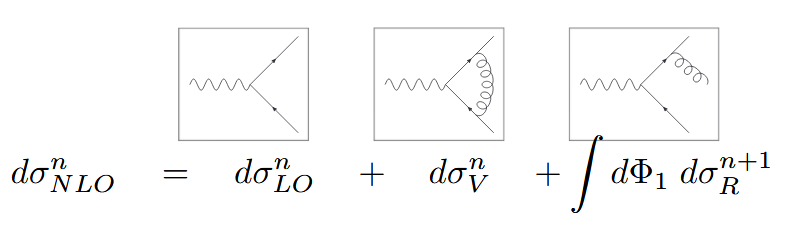 dσ^n_{NLO} = dσ^n_{LO} + dσ^n_V + ∫ dΦ_1 dσ^{n+1}_R